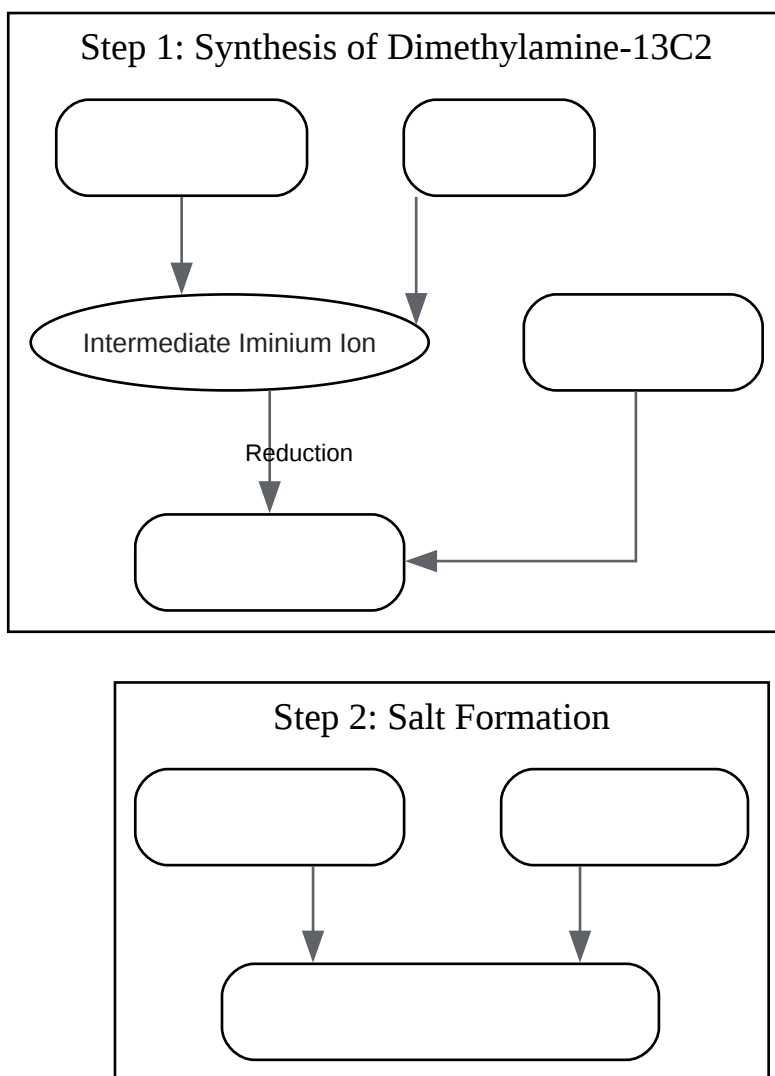 Step 1: Synthesis of Dimethylamine-13C2
Intermediate Iminium Ion
Reduction
Step 2: Salt Formation